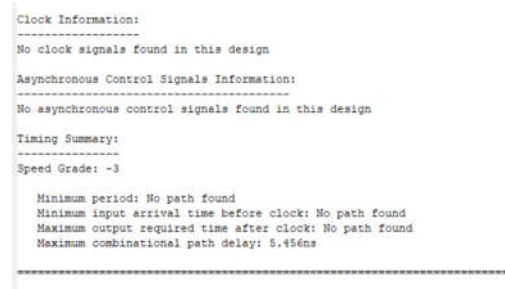 Clock Information:
------------------
No clock signals found in this design
Asynchronous Control Signals Information:
----------------------------------------
No asynchronous control signals found in this design
Timing Summary:
---------------
Speed Grade: -3
Minimum period: No path found
Minimum input arrival time before clock: No path found
Maximum output required time after clock: No path found
Maximum combinational path delay: 5.456ns
=========================================================================